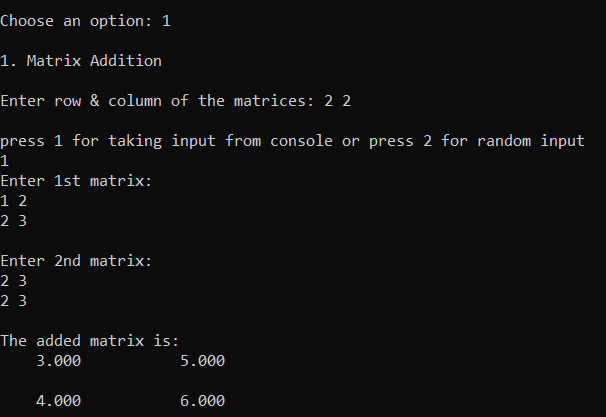 Choose an option: 1
1. Matrix Addition
Enter row & column of the matrices: 2 2
press 1 for taking input from console or press 2 for random input
1
Enter 1st matrix:
1 2
2 3
Enter 2nd matrix:
2 3
2 3
The added matrix is:
3.000 5.000
4.000 6.000